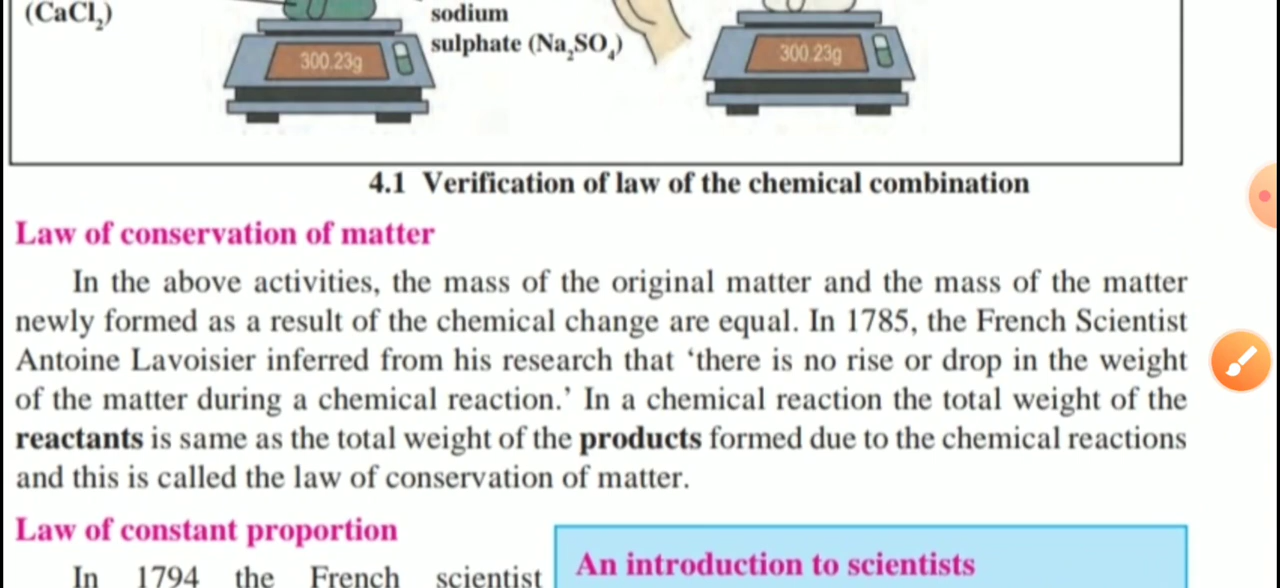 (CaCl₂)
sodium
sulphate (Na₂SO₄)
300.23g
300.23g
4.1 Verification of law of the chemical combination
Law of conservation of matter
In the above activities, the mass of the original matter and the mass of the matter
newly formed as a result of the chemical change are equal. In 1785, the French Scientist
Antoine Lavoisier inferred from his research that ‘there is no rise or drop in the weight
of the matter during a chemical reaction.’ In a chemical reaction the total weight of the
reactants is same as the total weight of the products formed due to the chemical reactions
and this is called the law of conservation of matter.
Law of constant proportion
In 1794 the French scientist
An introduction to scientists